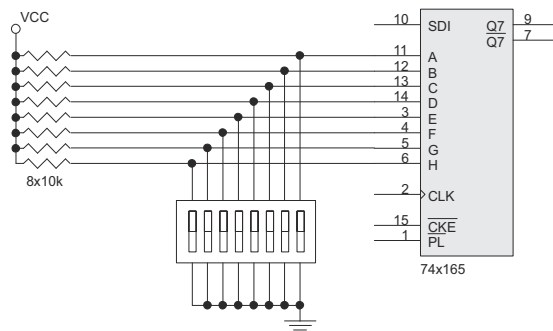 VCC
10 SDI Q7 9
Q7 7
11 A
12 B
13 C
14 D
3 E
4 F
5 G
6 H
8x10k
2 CLK
15 CKE
1 PL
74x165